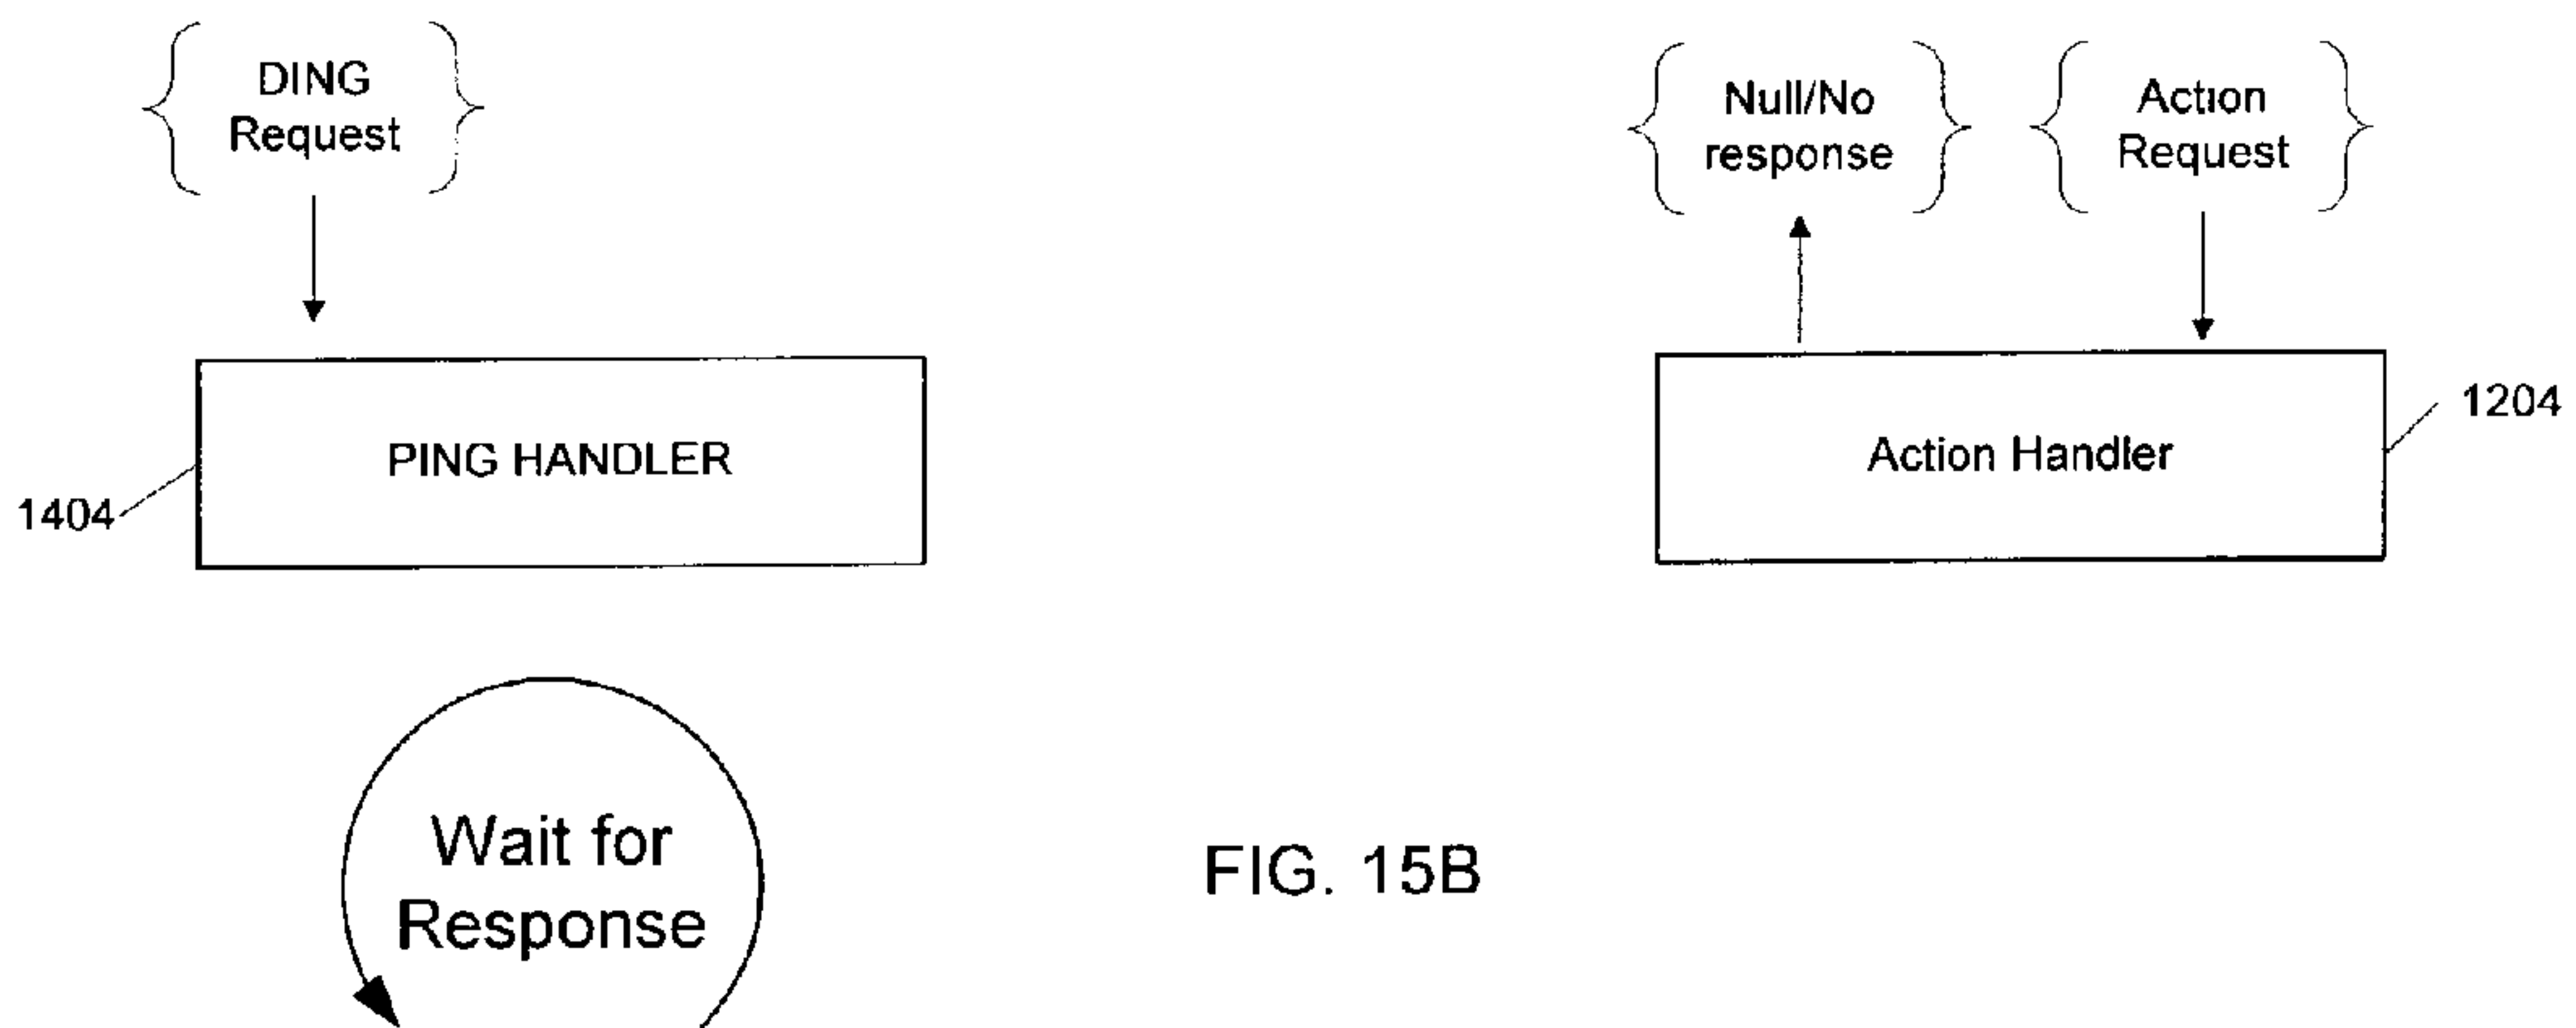 DING
Request
Null/No
response
Action
Request
PING HANDLER
1404
Action Handler
1204
Wait for
Response
FIG. 15B